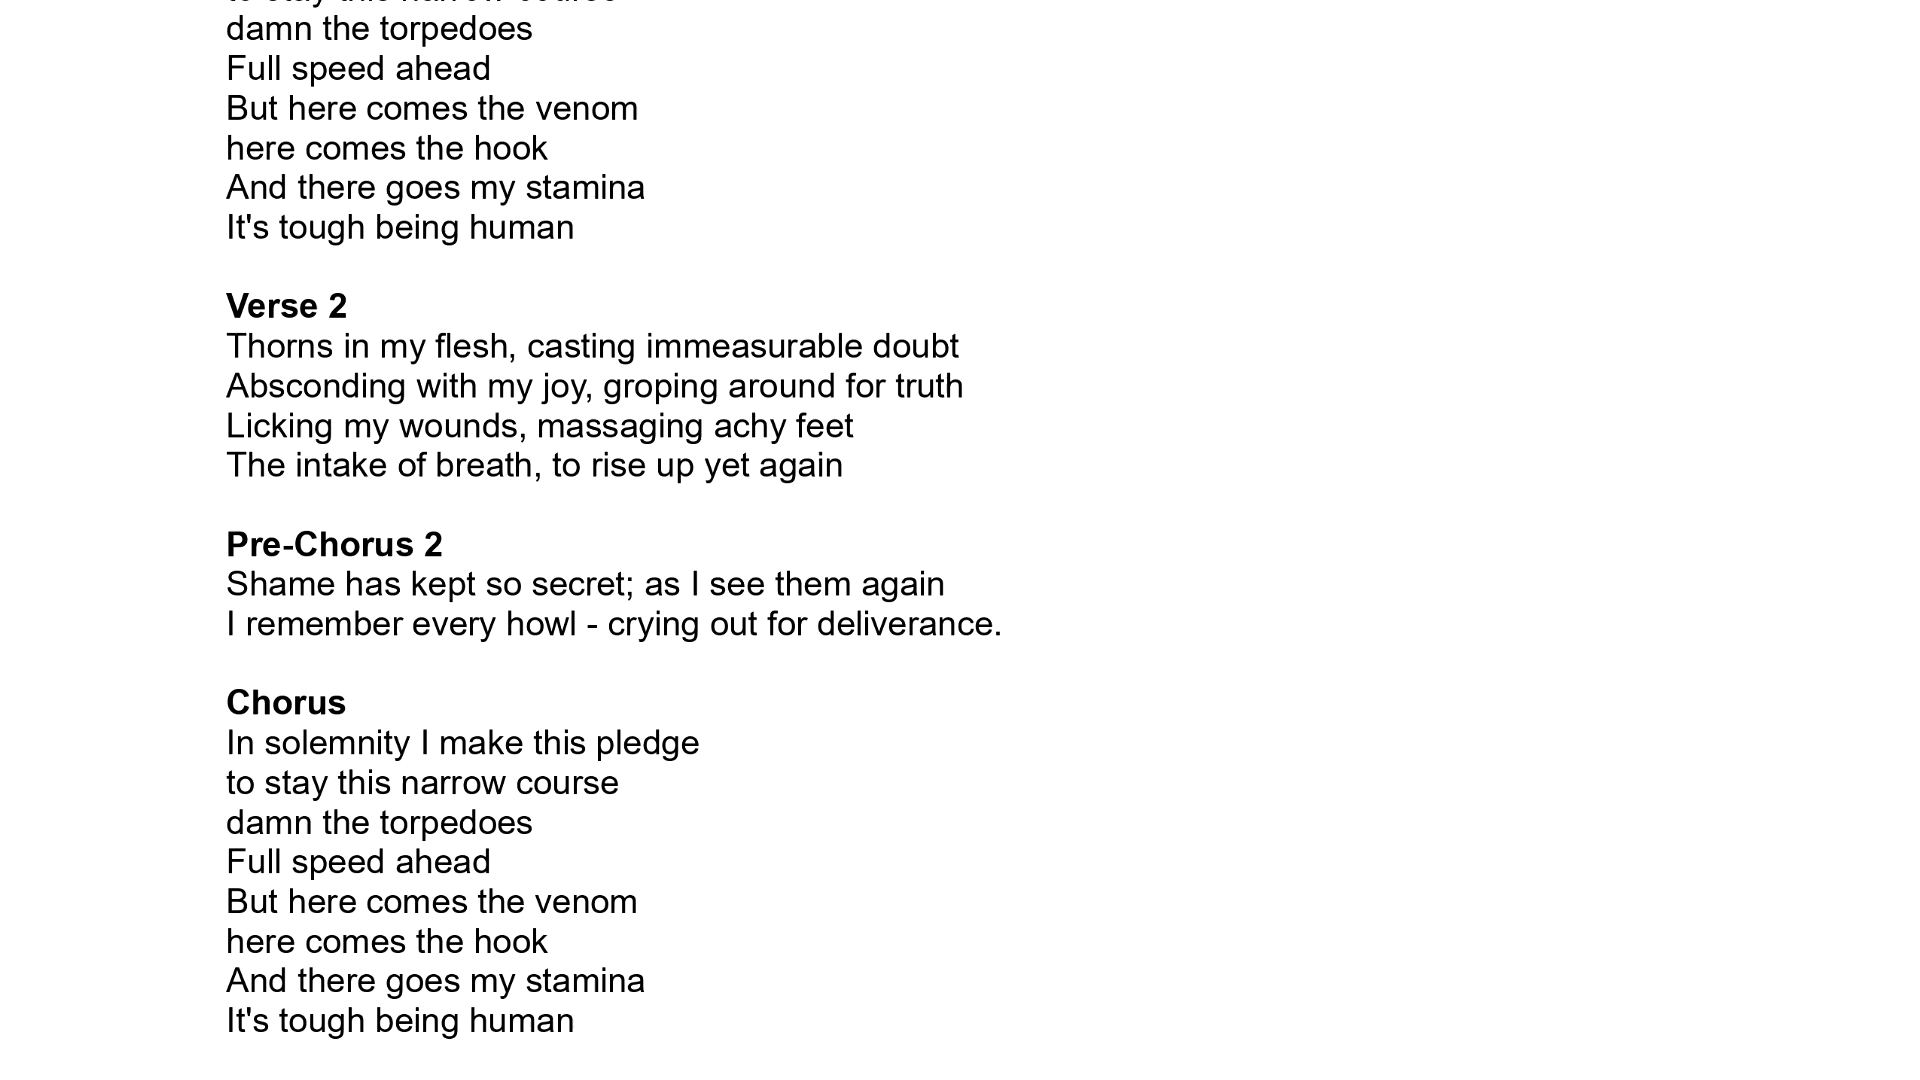 to stay this narrow course
damn the torpedoes
Full speed ahead
But here comes the venom
here comes the hook
And there goes my stamina
It's tough being human
Verse 2
Thorns in my flesh, casting immeasurable doubt
Absconding with my joy, groping around for truth
Licking my wounds, massaging achy feet
The intake of breath, to rise up yet again
Pre-Chorus 2
Shame has kept so secret; as I see them again
I remember every howl - crying out for deliverance.
Chorus
In solemnity I make this pledge
to stay this narrow course
damn the torpedoes
Full speed ahead
But here comes the venom
here comes the hook
And there goes my stamina
It's tough being human